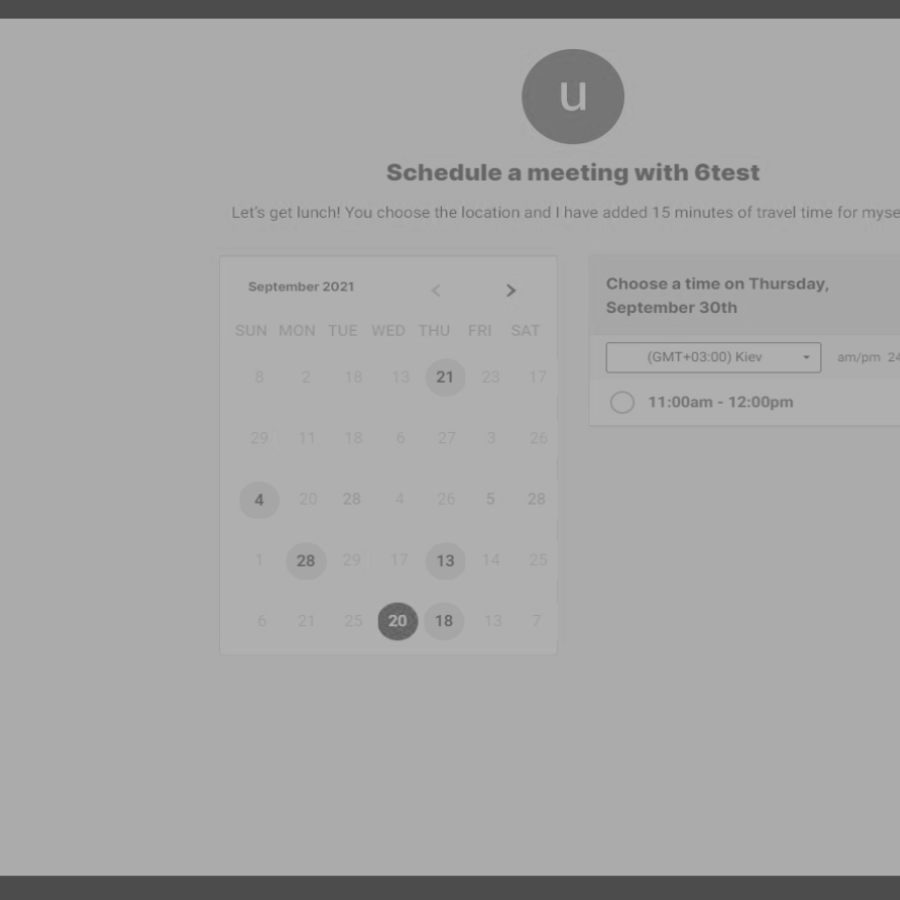 u
Schedule a meeting with 6test
Let's get lunch! You choose the location and I have added 15 minutes of travel time for myse
September 2021
SUN MON TUE WED THU FRI SAT
8 2 18 13 21 23 17
29 11 18 6 27 3 26
4 20 28 4 26 5 28
1 28 29 17 13 14 25
6 21 25 20 18 13 7
Choose a time on Thursday,
September 30th
(GMT+03:00) Kiev am/pm 24
11:00am - 12:00pm